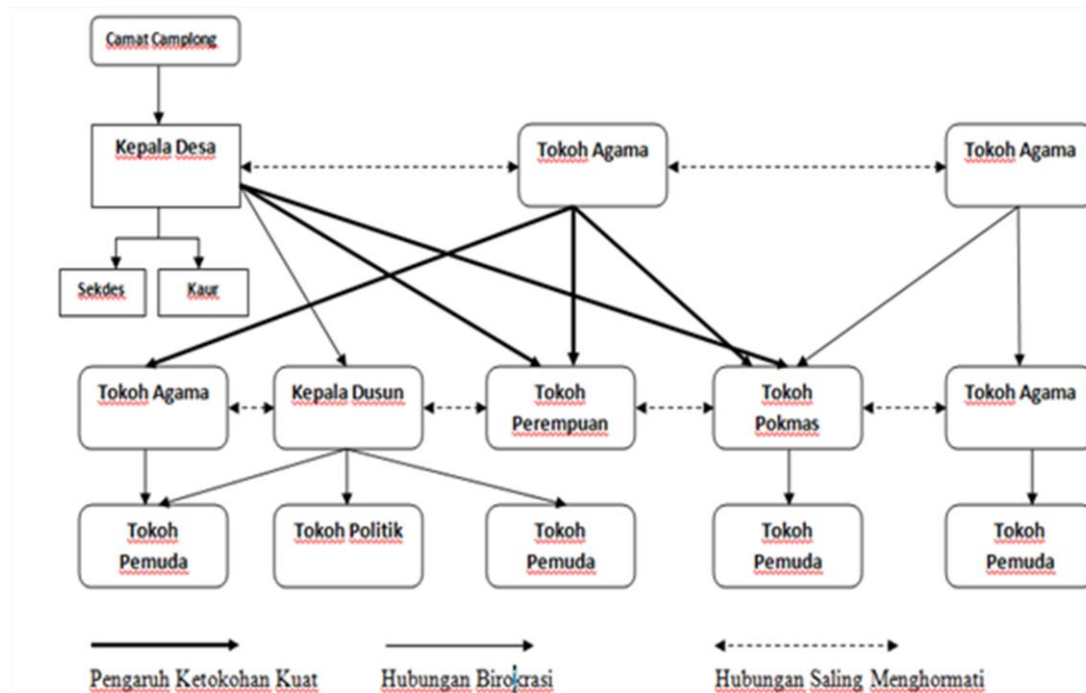 Camat Camplong
Kepala Desa
Tokoh Agama
Tokoh Agama
Sekdes
Kaur
Tokoh Agama
Kepala Dusun
Tokoh
Perempuan
Tokoh
Pokmas
Tokoh Agama
Tokoh
Pemuda
Tokoh Politik
Tokoh
Pemuda
Tokoh
Pemuda
Tokoh
Pemuda
Pengaruh Ketokohan Kuat
Hubungan Birokrasi
Hubungan Saling Menghormati